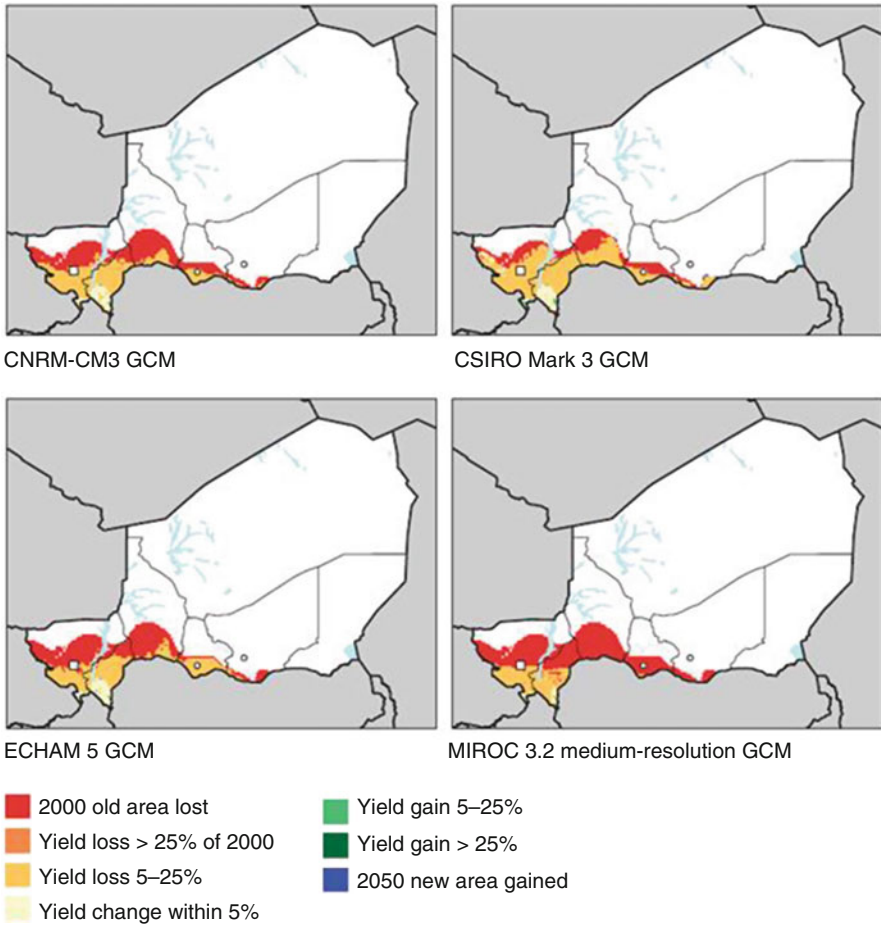 CNRM-CM3 GCM
CSIRO Mark 3 GCM
ECHAM 5 GCM
MIROC 3.2 medium-resolution GCM
2000 old area lost
Yield loss > 25% of 2000
Yield loss 5–25%
Yield change within 5%
Yield gain 5–25%
Yield gain > 25%
2050 new area gained